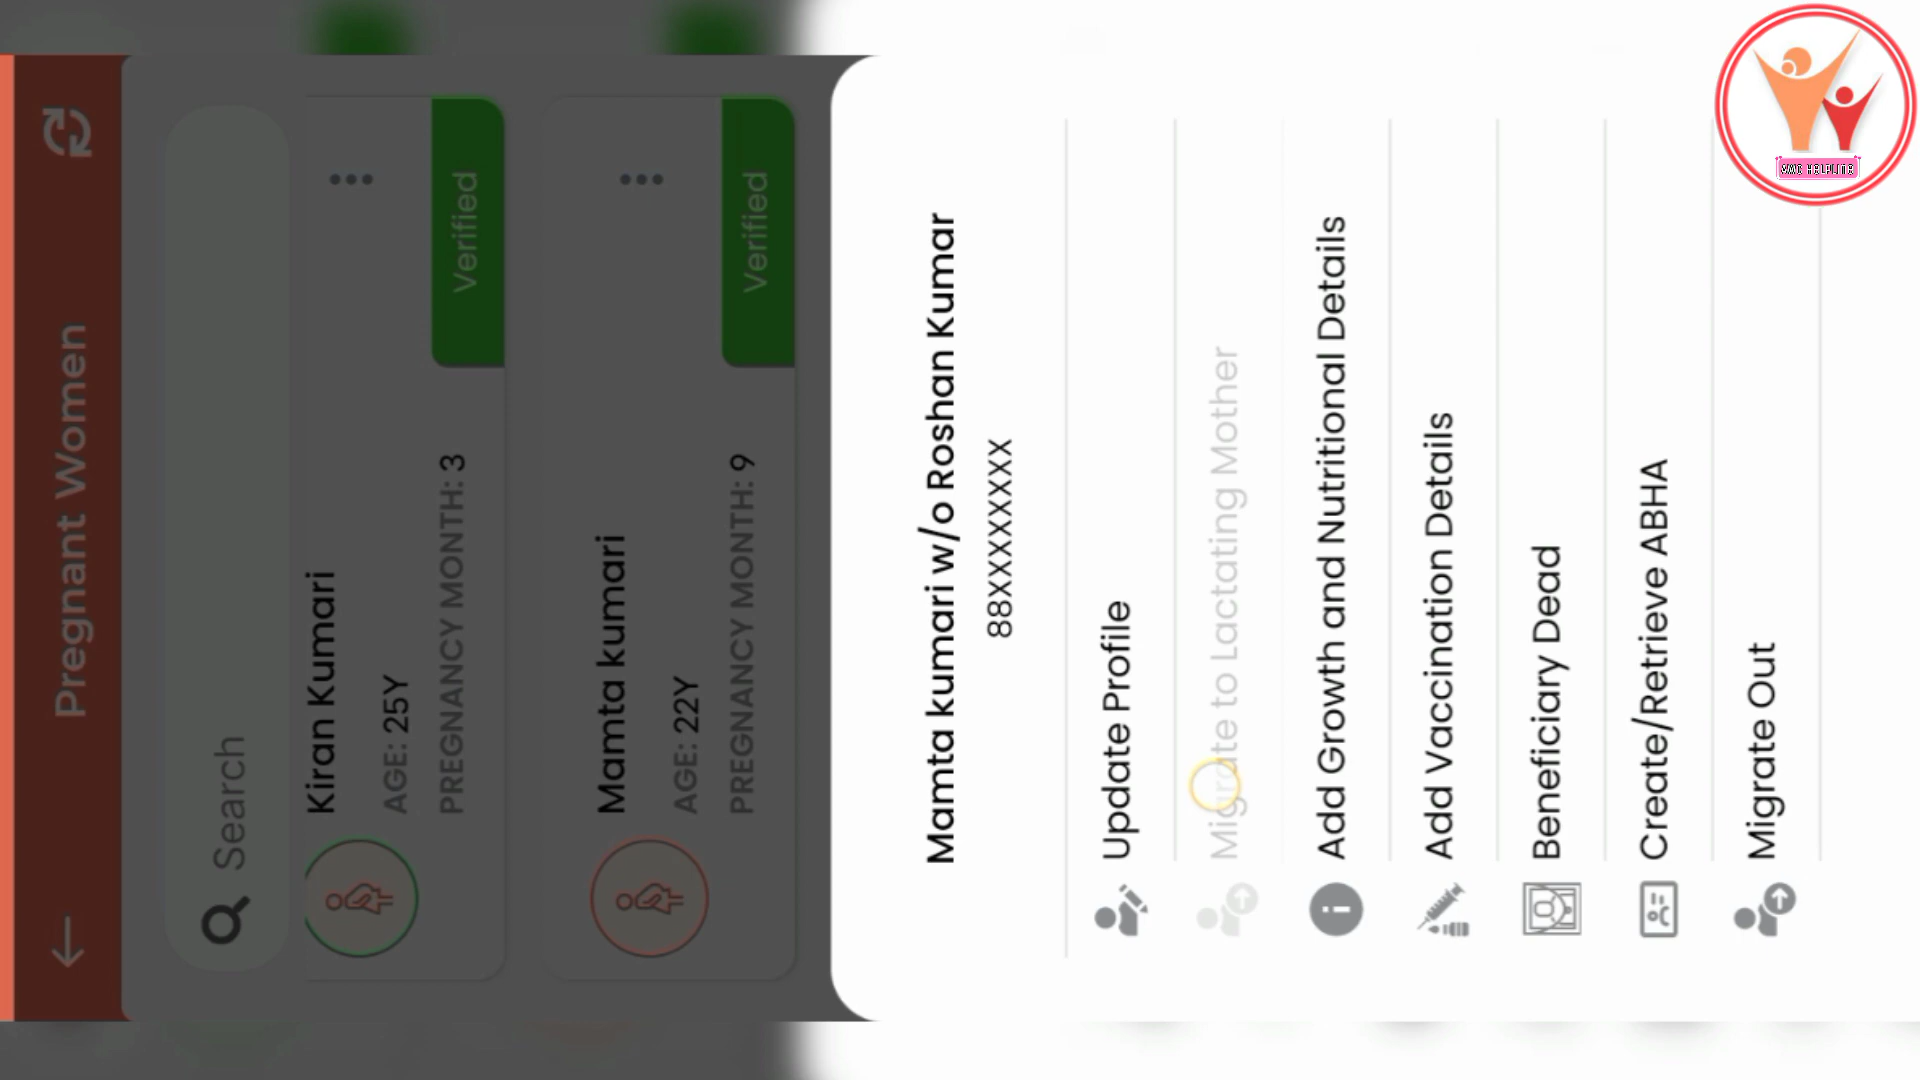 Pregnant Women
Search
Kiran Kumari
AGE: 25Y
PREGNANCY MONTH: 3
Verified
Mamta kumari
AGE: 22Y
PREGNANCY MONTH: 9
Verified
Mamta kumari w/o Roshan Kumar
88XXXXXXXX
Update Profile
Migrate to Lactating Mother
Add Growth and Nutritional Details
Add Vaccination Details
Beneficiary Dead
Create/Retrieve ABHA
Migrate Out